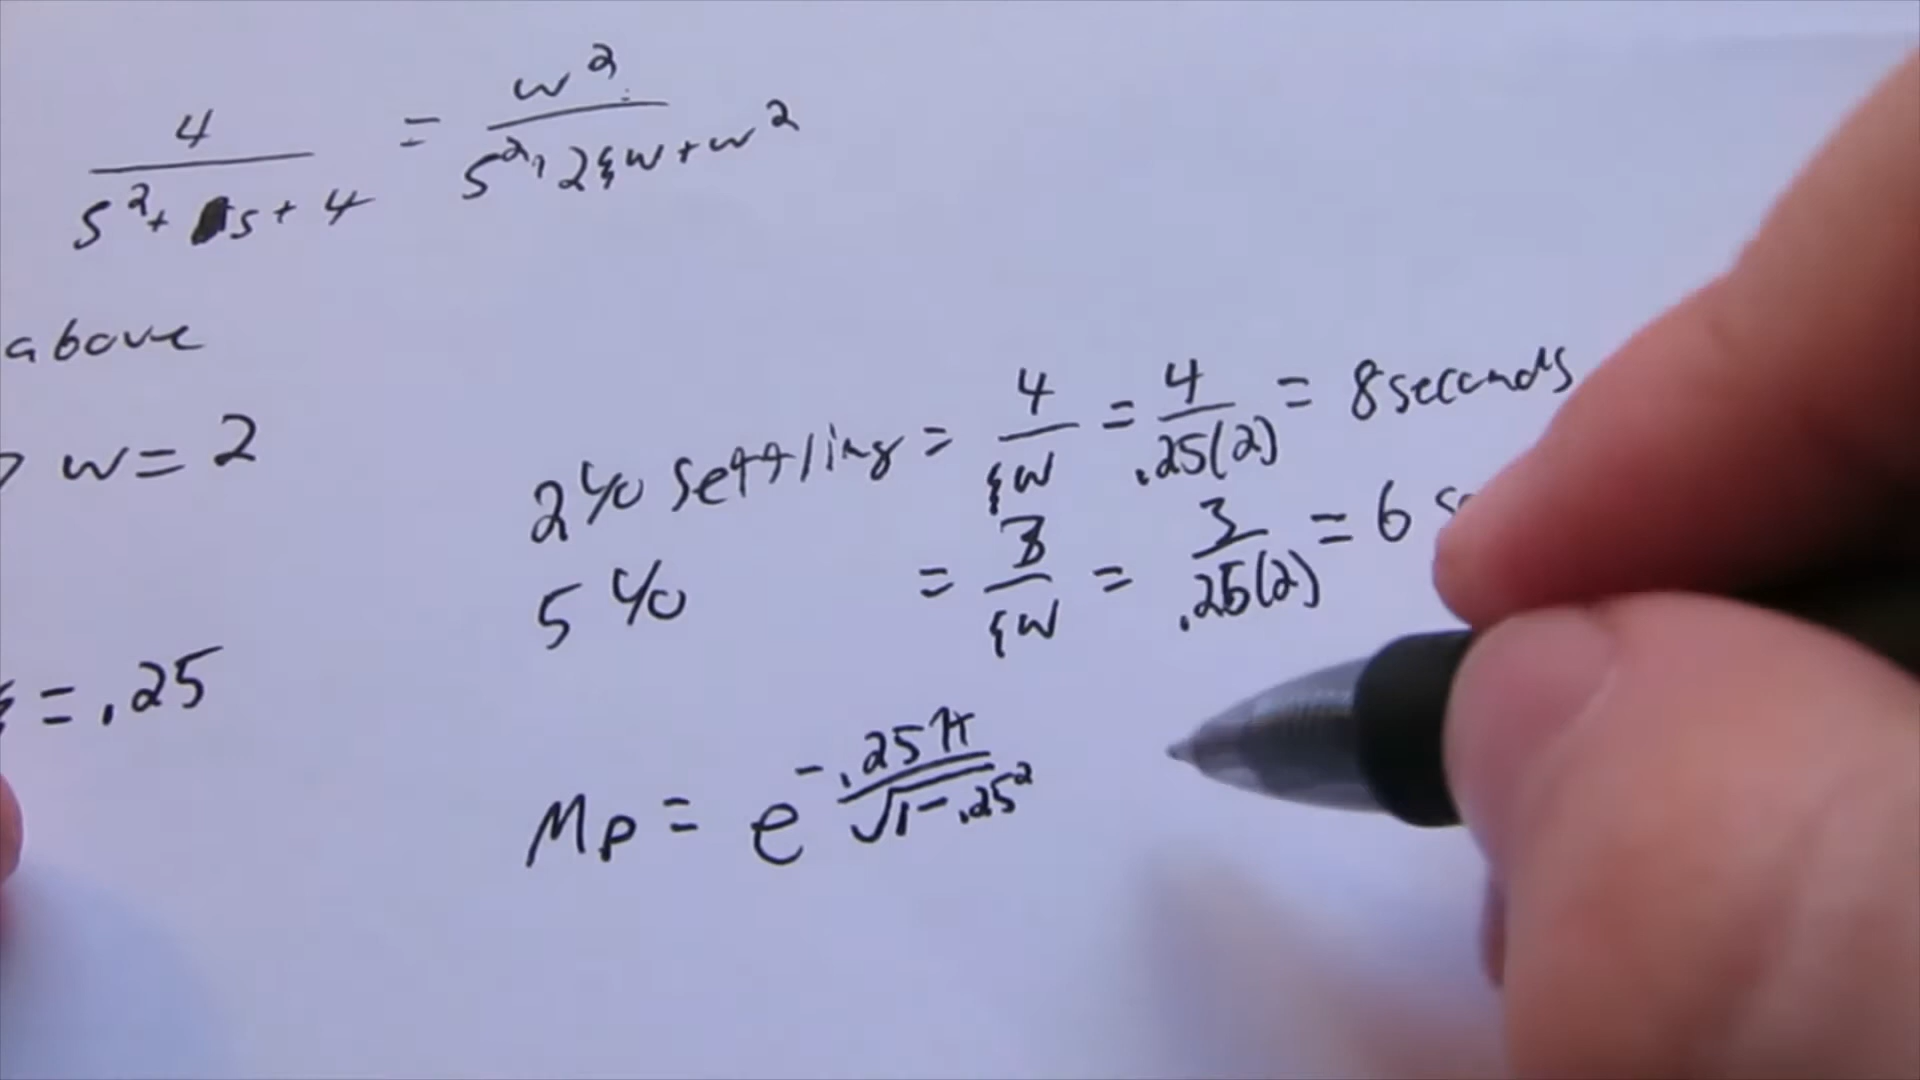 4 / s² + s + 4 = w² / s² + 2ξw + w²
above
w = 2
2% settling = 4 / ξw = 4 / .25(2) = 8 seconds
5% = 3 / ξw = 3 / .25(2) = 6
ξ = .25
Mp = e^(-.25π / √1-.25²)